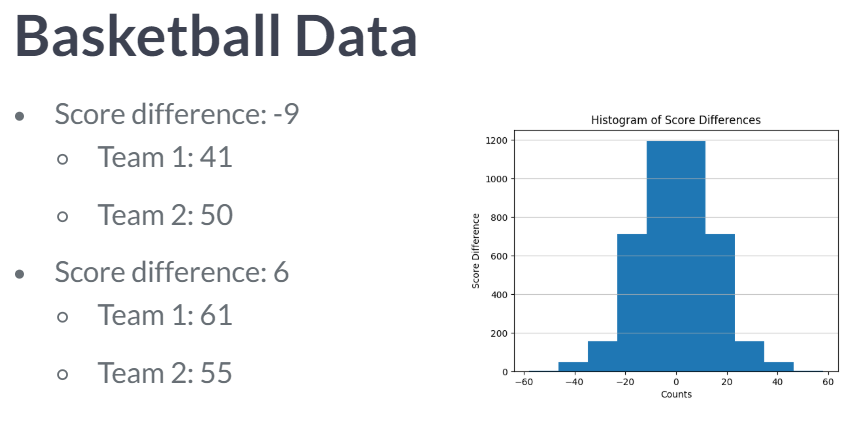 Basketball Data
Score difference: -9
Team 1: 41
Team 2: 50
Score difference: 6
Team 1: 61
Team 2: 55
Histogram of Score Differences
Score Difference
1200
1000
800
600
400
200
0
−60 −40 −20 0 20 40 60
Counts